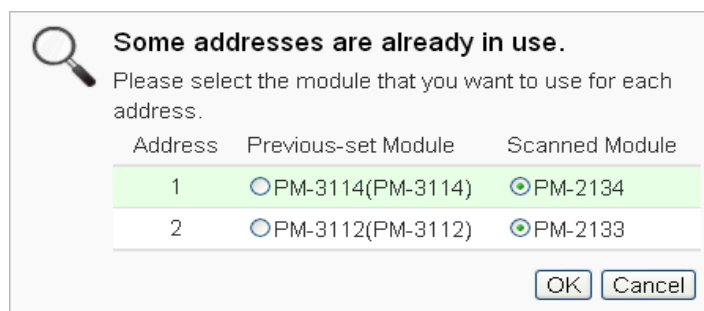 Some addresses are already in use.
Please select the module that you want to use for each
address.
Address Previous-set Module Scanned Module
1 PM-3114(PM-3114) PM-2134
2 PM-3112(PM-3112) PM-2133
OK Cancel